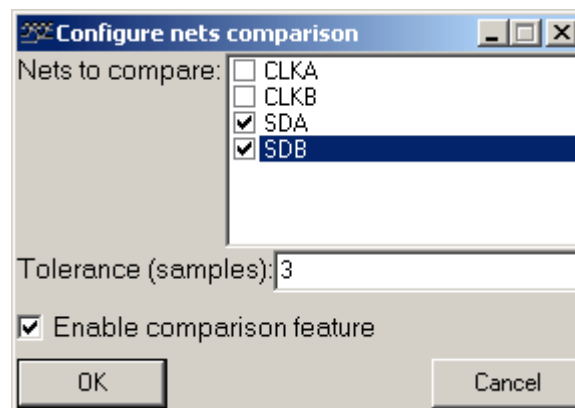 Configure nets comparison
Nets to compare:
CLKA
CLKB
SDA
SDB
Tolerance (samples): 3
Enable comparison feature
OK
Cancel